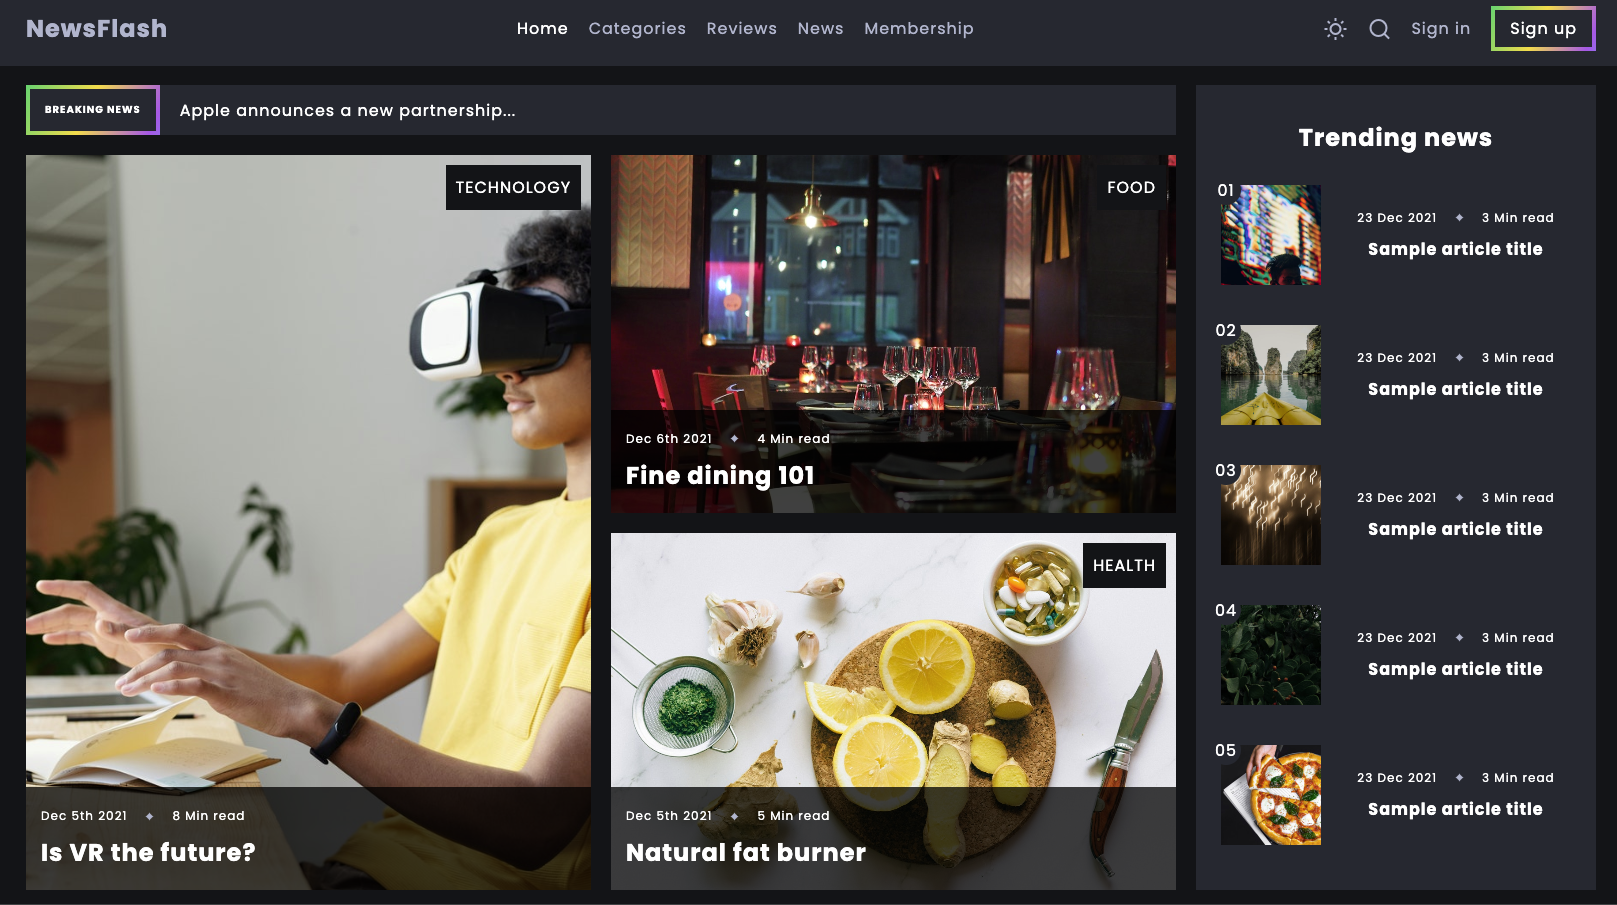 NewsFlash
Home Categories Reviews News Membership
Sign in
Sign up
BREAKING NEWS
Apple announces a new partnership...
TECHNOLOGY
Dec 5th 2021 8 Min read
Is VR the future?
FOOD
Dec 6th 2021 4 Min read
Fine dining 101
HEALTH
Dec 5th 2021 5 Min read
Natural fat burner
Trending news
01
23 Dec 2021 3 Min read
Sample article title
02
23 Dec 2021 3 Min read
Sample article title
03
23 Dec 2021 3 Min read
Sample article title
04
23 Dec 2021 3 Min read
Sample article title
05
23 Dec 2021 3 Min read
Sample article title